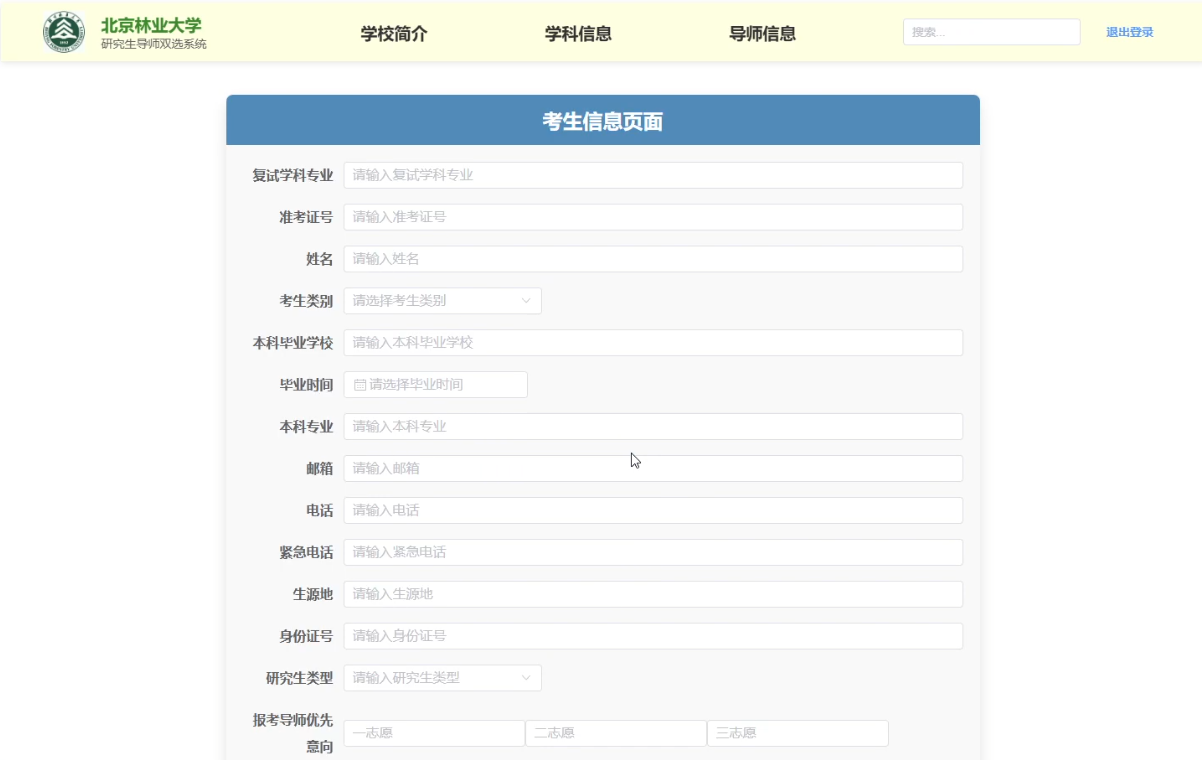 北京林业大学
研究生导师双选系统
学校简介
学科信息
导师信息
搜索...
退出登录
考生信息页面
复试学科专业 请输入复试学科专业
准考证号 请输入准考证号
姓名 请输入姓名
考生类别 请选择考生类别
本科毕业学校 请输入本科毕业学校
毕业时间 请选择毕业时间
本科专业 请输入本科专业
邮箱 请输入邮箱
电话 请输入电话
紧急电话 请输入紧急电话
生源地 请输入生源地
身份证号 请输入身份证号
研究生类型 请输入研究生类型
报考导师优先
意向 一志愿 二志愿 三志愿